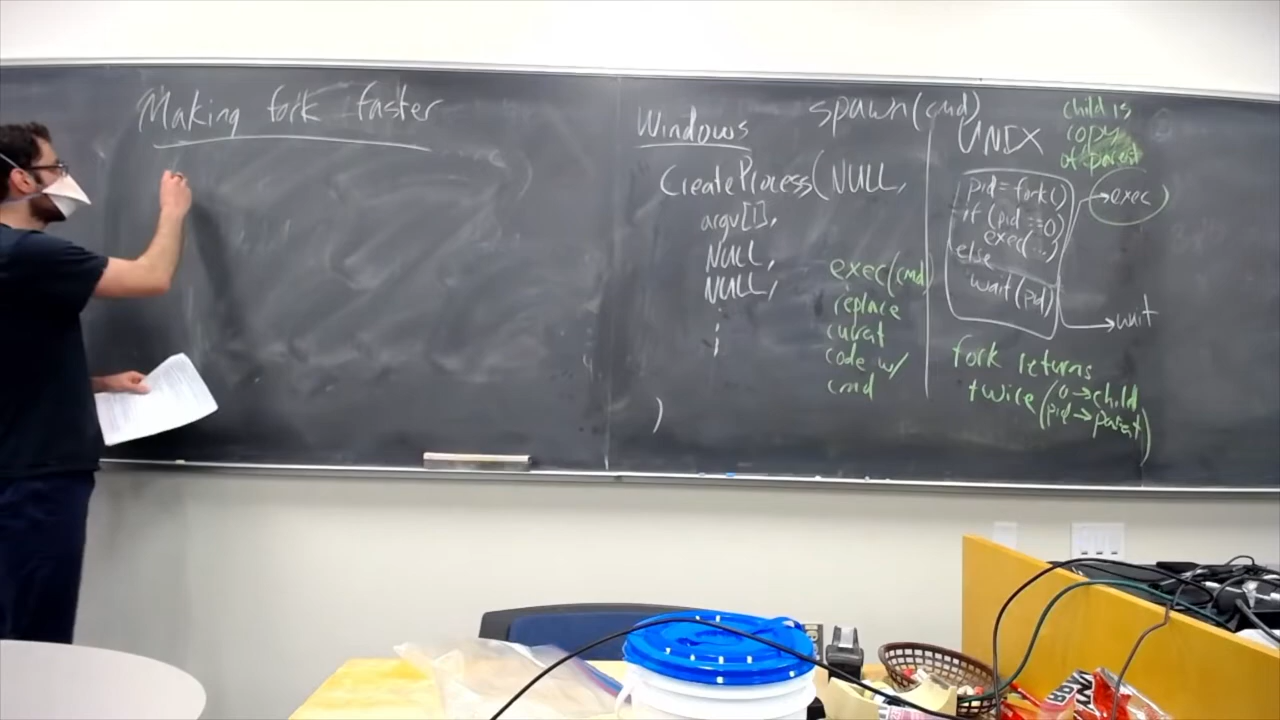 Making fork faster
Windows
spawn(cmd)
CreateProcess(NULL,
argv[1],
NULL,
NULL,
)
exec(cmd)
replace
code w/
cmd
UNIX
child is
copy
of parent
pid=fork()
if (pid ==0)
exec(...)
else
wait(pid)
→exec
→wait
fork returns
twice (0→child
pid→parent)